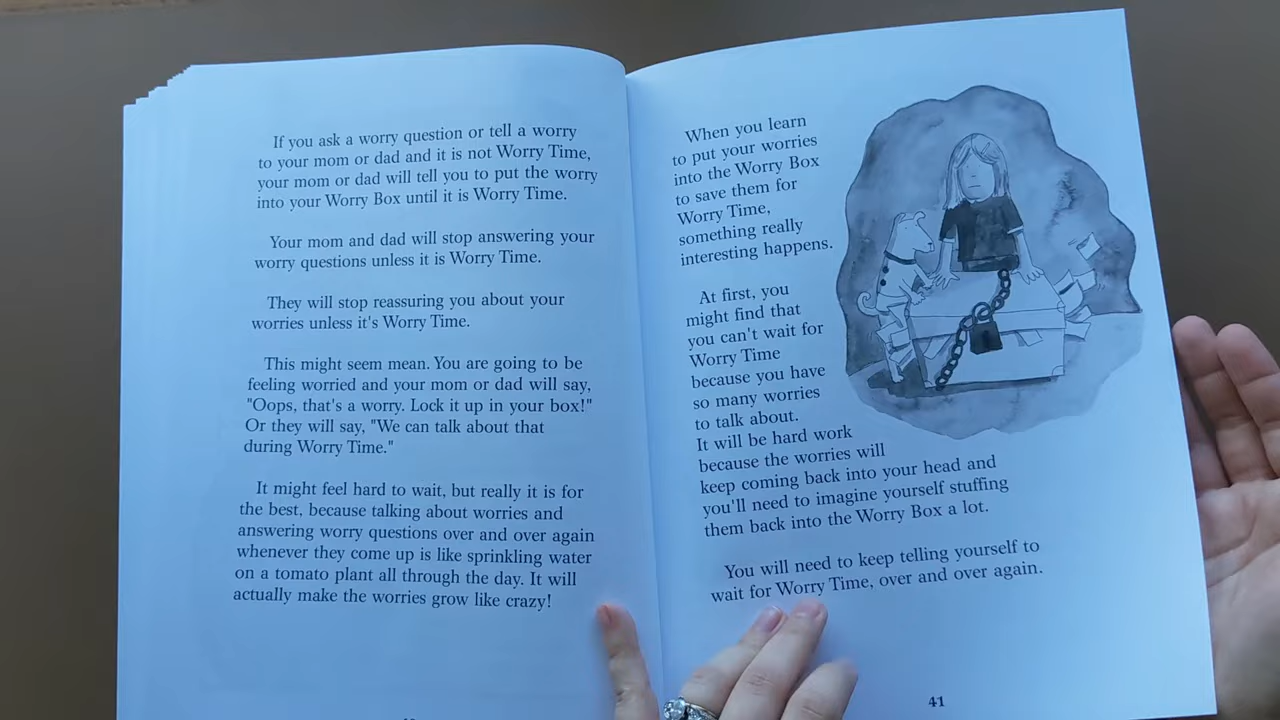 If you ask a worry question or tell a worry
to your mom or dad and it is not Worry Time,
your mom or dad will tell you to put the worry
into your Worry Box until it is Worry Time.
Your mom and dad will stop answering your
worry questions unless it is Worry Time.
They will stop reassuring you about your
worries unless it's Worry Time.
This might seem mean. You are going to be
feeling worried and your mom or dad will say,
"Oops, that's a worry. Lock it up in your box!"
Or they will say, "We can talk about that
during Worry Time."
It might feel hard to wait, but really it is for
the best, because talking about worries and
answering worry questions over and over again
whenever they come up is like sprinkling water
on a tomato plant all through the day. It will
actually make the worries grow like crazy!
When you learn
to put your worries
into the Worry Box
to save them for
Worry Time,
something really
interesting happens.
At first, you
might find that
you can't wait for
Worry Time
because you have
so many worries
to talk about.
It will be hard work
because the worries will
keep coming back into your head and
you'll need to imagine yourself stuffing
them back into the Worry Box a lot.
You will need to keep telling yourself to
wait for Worry Time, over and over again.
41